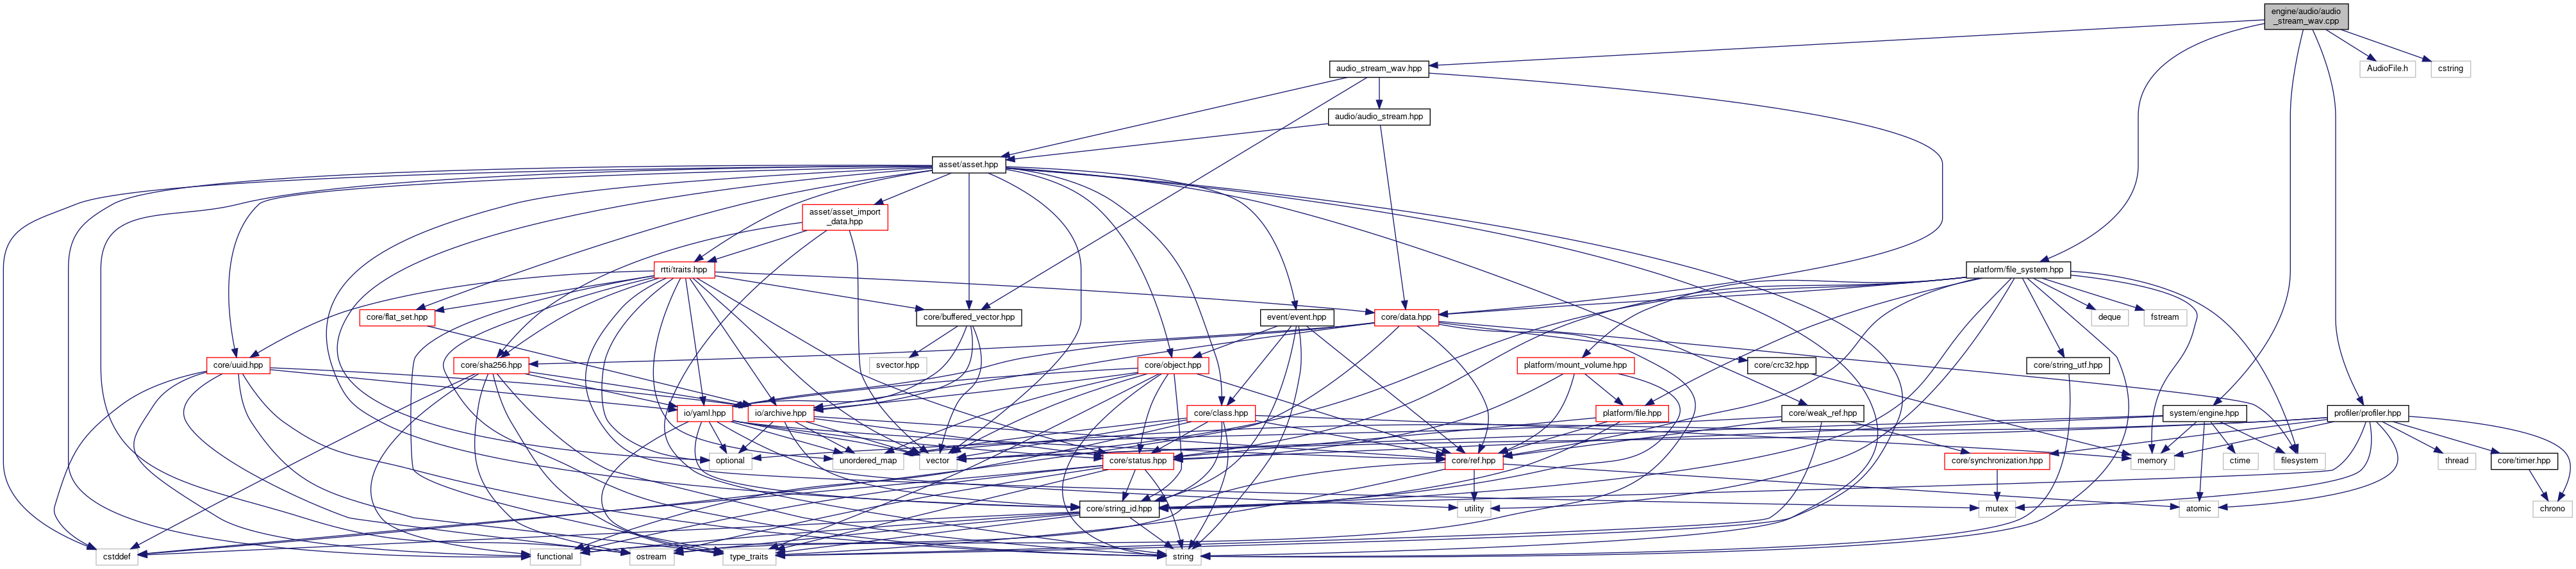 engine/audio/audio
_stream_wav.cpp
audio_stream_wav.hpp
AudioFile.h
cstring
audio/audio_stream.hpp
asset/asset.hpp
asset/asset_import
_data.hpp
rtti/traits.hpp
platform/file_system.hpp
core/flat_set.hpp
core/buffered_vector.hpp
event/event.hpp
core/data.hpp
deque
fstream
core/uuid.hpp
core/sha256.hpp
svector.hpp
core/object.hpp
platform/mount_volume.hpp
core/crc32.hpp
core/string_utf.hpp
io/yaml.hpp
io/archive.hpp
core/class.hpp
platform/file.hpp
core/weak_ref.hpp
system/engine.hpp
profiler/profiler.hpp
optional
unordered_map
vector
core/status.hpp
core/ref.hpp
core/synchronization.hpp
memory
ctime
filesystem
thread
core/timer.hpp
core/string_id.hpp
utility
mutex
atomic
chrono
cstddef
functional
ostream
type_traits
string